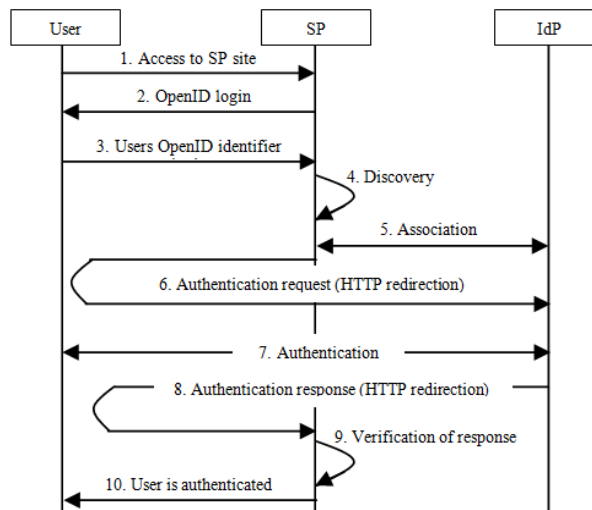 User SP IdP
1. Access to SP site
2. OpenID login
3. Users OpenID identifier
4. Discovery
5. Association
6. Authentication request (HTTP redirection)
7. Authentication
8. Authentication response (HTTP redirection)
9. Verification of response
10. User is authenticated